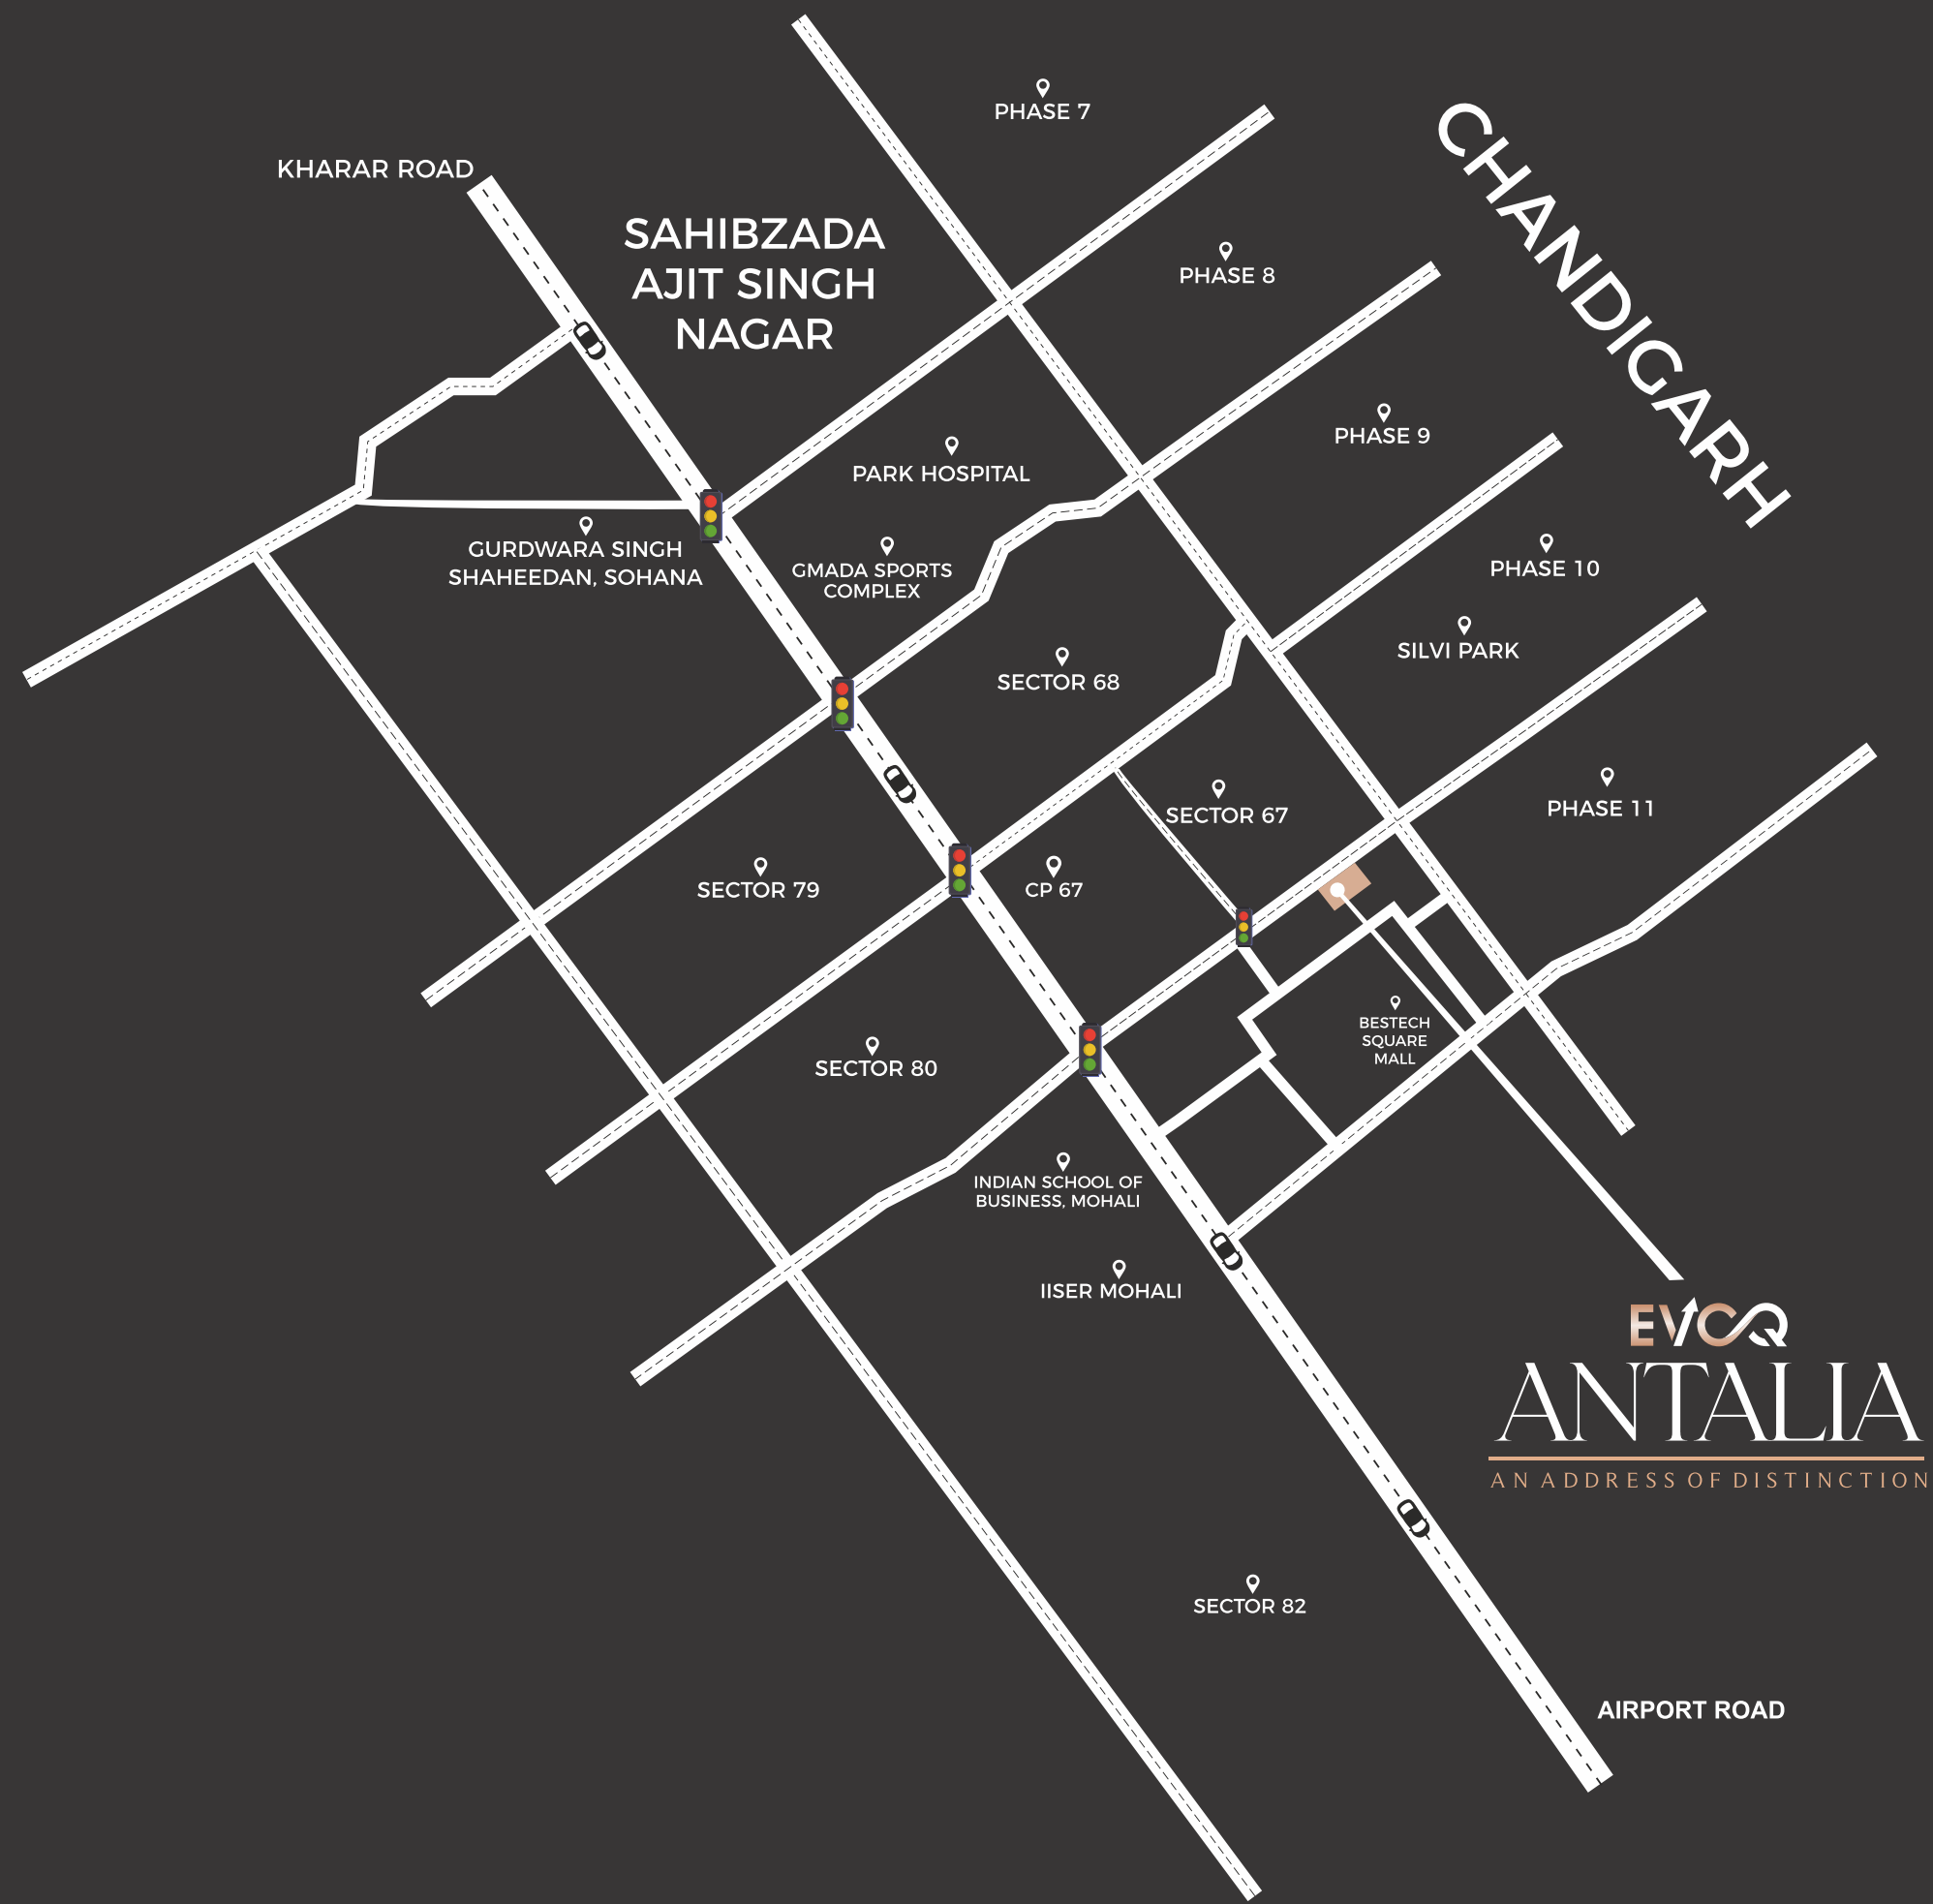 PHASE 7
CHANDIGARH
KHARAR ROAD
SAHIBZADA
AJIT SINGH
NAGAR
PHASE 8
PHASE 9
PARK HOSPITAL
GURDWARA SINGH
SHAHEEDAN, SOHANA
GMADA SPORTS
COMPLEX
PHASE 10
SILVI PARK
SECTOR 68
PHASE 11
SECTOR 67
SECTOR 79
CP 67
BESTECH
SQUARE
MALL
SECTOR 80
INDIAN SCHOOL OF
BUSINESS, MOHALI
IISER MOHALI
EVOQ
ANTALIA
AN ADDRESS OF DISTINCTION
SECTOR 82
AIRPORT ROAD